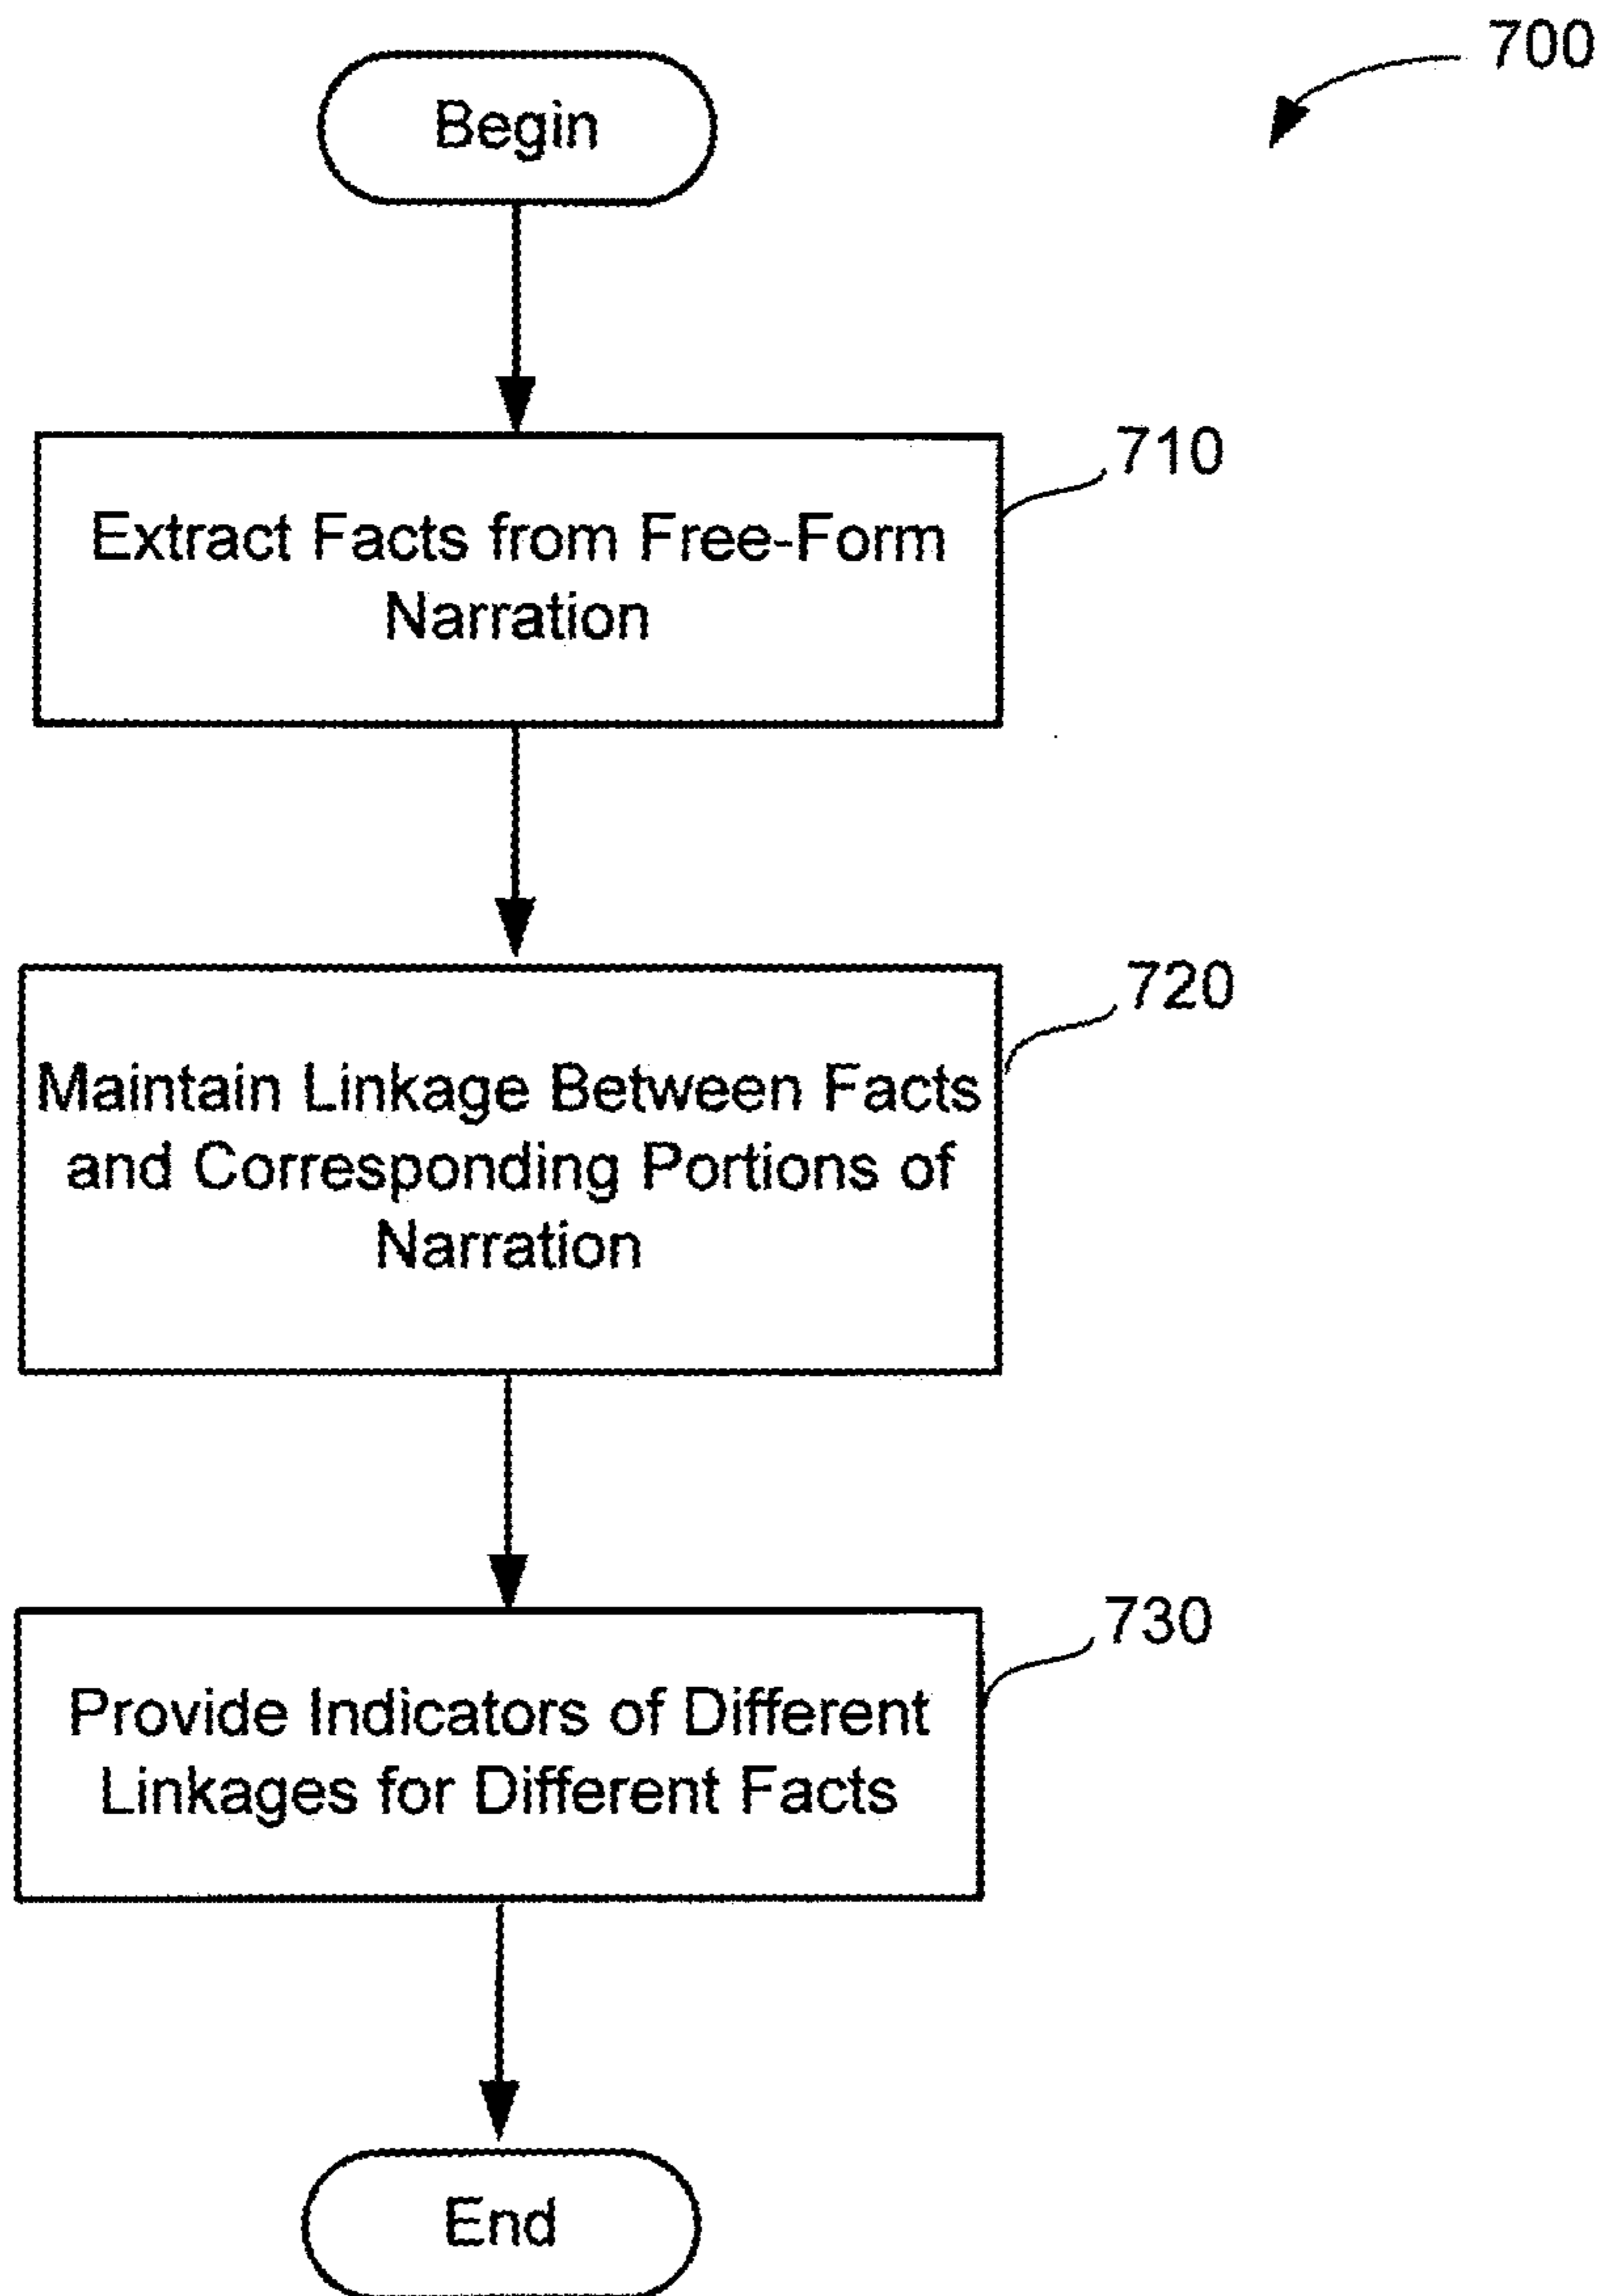 700
Begin
710
Extract Facts from Free-Form
Narration
720
Maintain Linkage Between Facts
and Corresponding Portions of
Narration
730
Provide Indicators of Different
Linkages for Different Facts
End